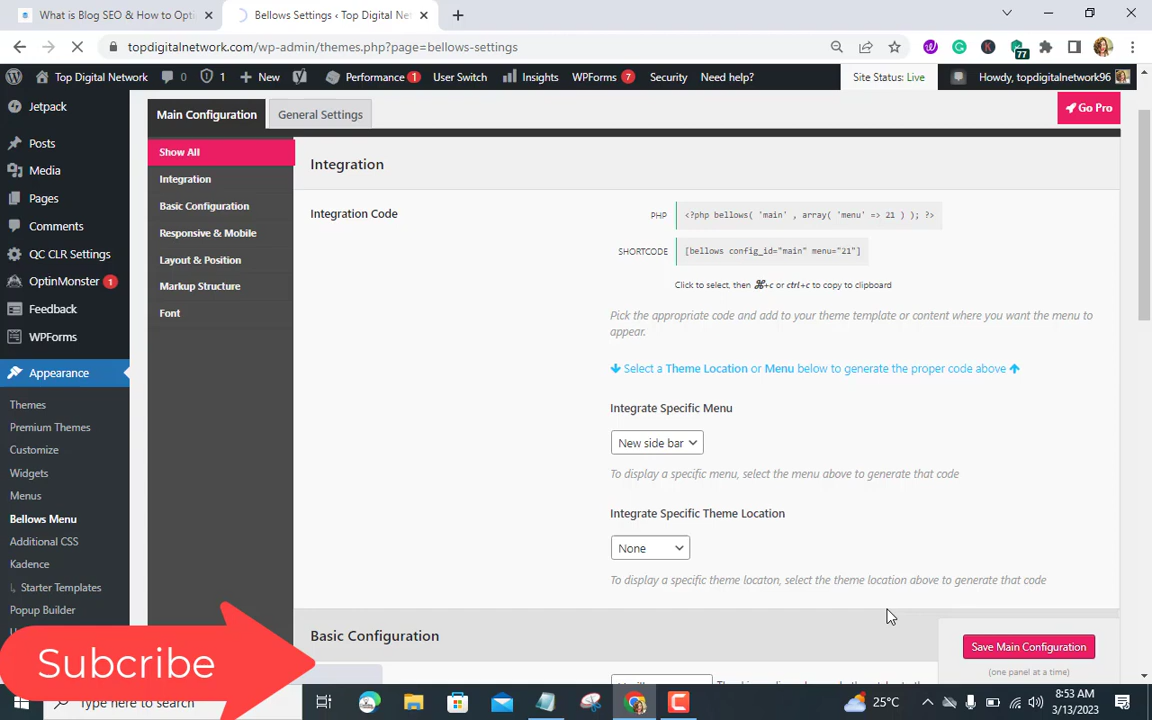 What is Blog SEO & How to Opti
Bellows Settings ‹ Top Digital Net
topdigitalnetwork.com/wp-admin/themes.php?page=bellows-settings
77
Top Digital Network
0
1
New
Performance
1
User Switch
Insights
WPForms
7
Security
Need help?
Site Status: Live
Howdy, topdigitalnetwork96
Jetpack
Posts
Media
Pages
Comments
QC CLR Settings
OptinMonster
1
Feedback
WPForms
Appearance
Themes
Premium Themes
Customize
Widgets
Menus
Bellows Menu
Additional CSS
Kadence
Starter Templates
Popup Builder
Main Configuration
General Settings
Go Pro
Show All
Integration
Basic Configuration
Responsive & Mobile
Layout & Position
Markup Structure
Font
Integration
Integration Code
PHP
<?php bellows( 'main' , array( 'menu' => 21 ) ); ?>
SHORTCODE
[bellows config_id="main" menu="21"]
Click to select, then ⌘+c or ctrl+c to copy to clipboard
Pick the appropriate code and add to your theme template or content where you want the menu to
appear.
Select a Theme Location or Menu below to generate the proper code above
Integrate Specific Menu
New side bar
To display a specific menu, select the menu above to generate that code
Integrate Specific Theme Location
None
To display a specific theme locaton, select the theme location above to generate that code
Basic Configuration
Save Main Configuration
(one panel at a time)
Subcribe
Type here to search
25°C
8:53 AM
3/13/2023